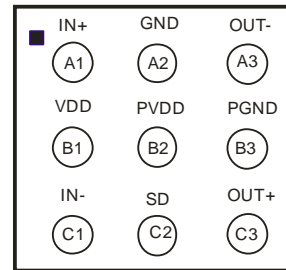 IN+ GND OUT-
A1 A2 A3
VDD PVDD PGND
B1 B2 B3
IN- SD OUT+
C1 C2 C3